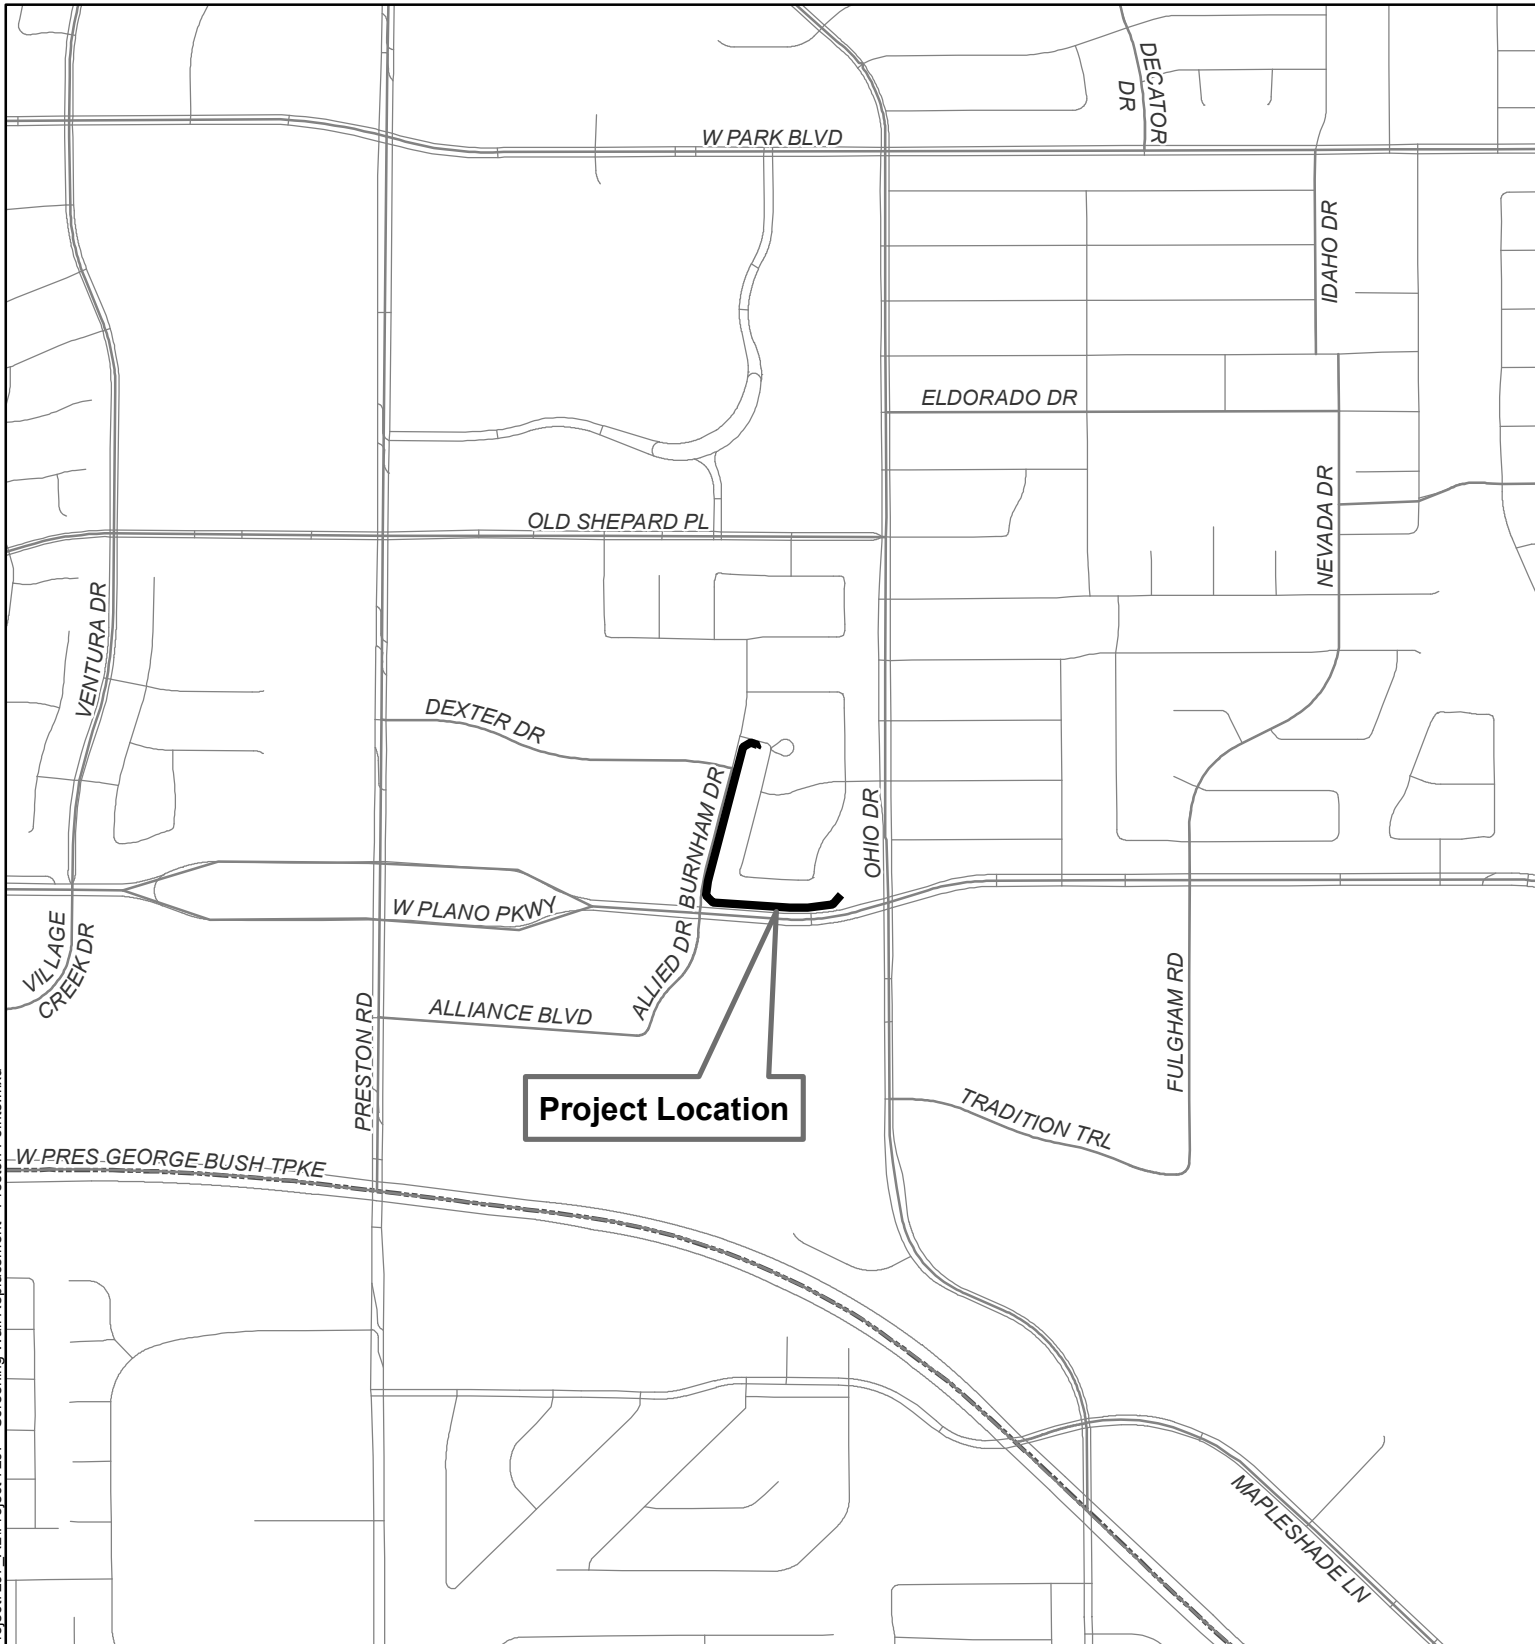 DECATOR
DR
W PARK BLVD
IDAHO DR
ELDORADO DR
NEVADA DR
OLD SHEPARD PL
VENTURA DR
DEXTER DR
BURNHAM DR
OHIO DR
W PLANO PKWY
VILLAGE
CREEK DR
ALLIED DR
FULGHAM RD
ALLIANCE BLVD
PRESTON RD
Project Location
TRADITION TRL
W PRES GEORGE BUSH TPKE
MAPLESHADE LN